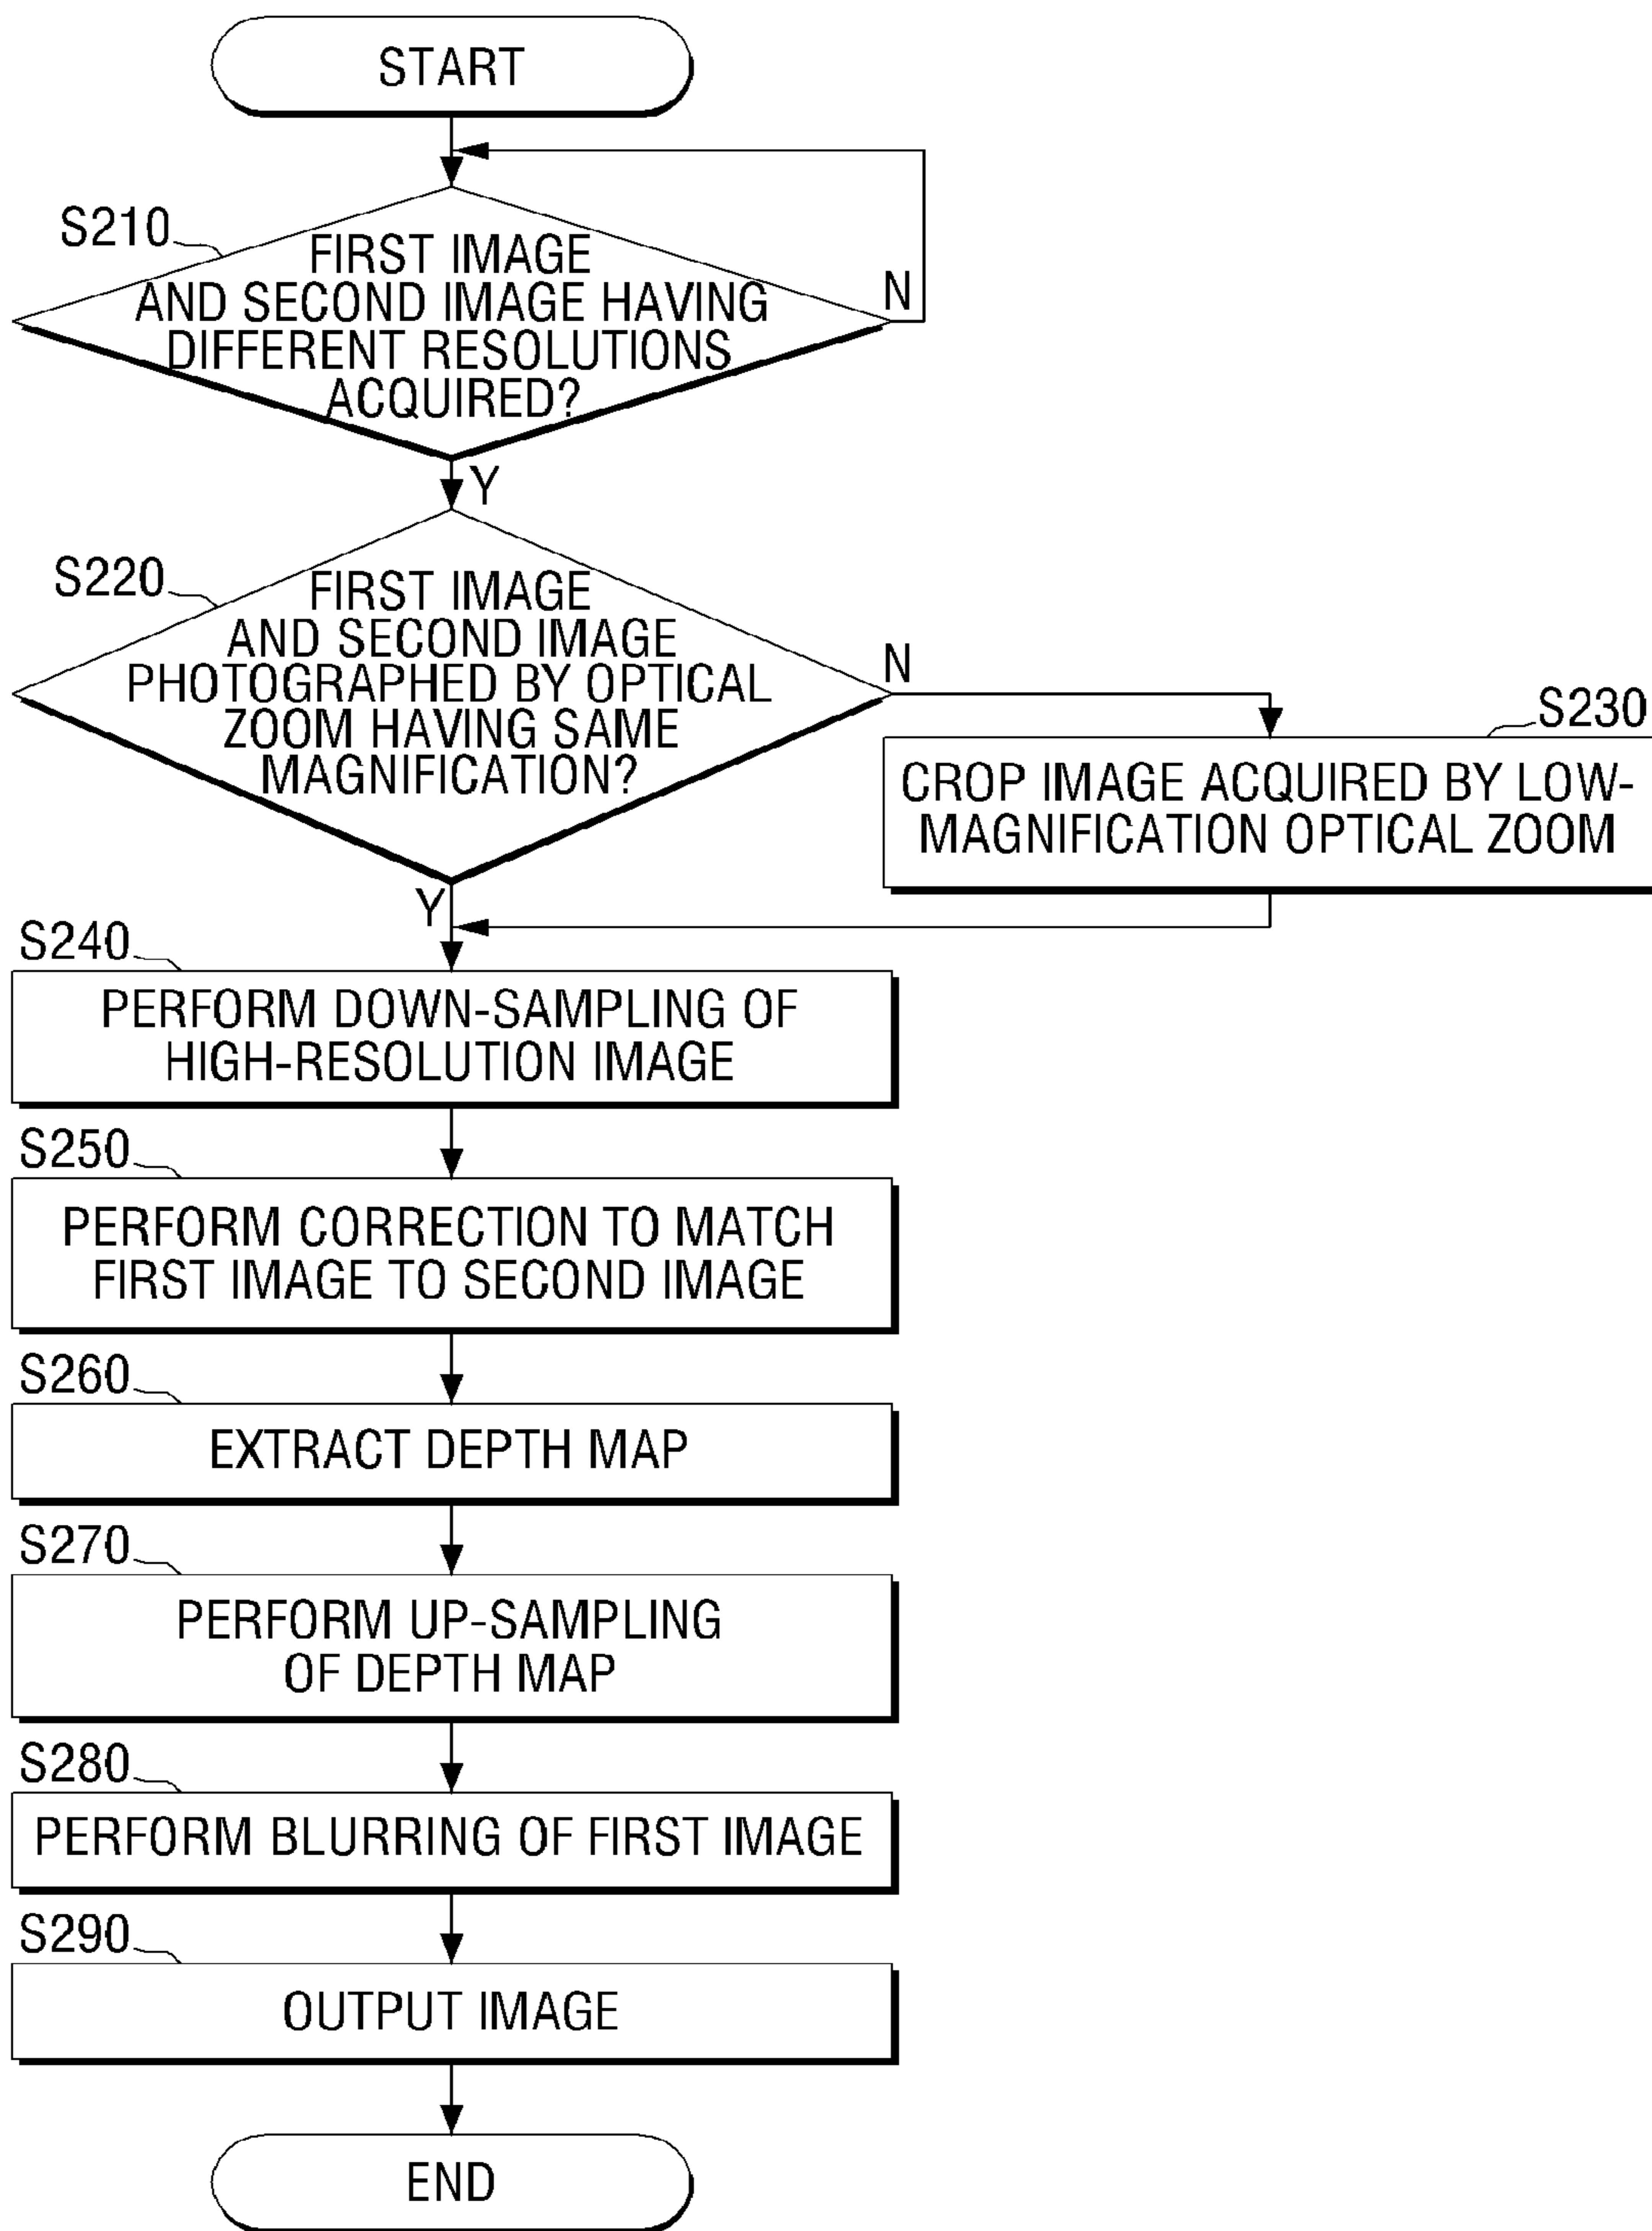 START
S210
FIRST IMAGE
AND SECOND IMAGE HAVING
DIFFERENT RESOLUTIONS
ACQUIRED?
N
Y
S220
FIRST IMAGE
AND SECOND IMAGE
PHOTOGRAPHED BY OPTICAL
ZOOM HAVING SAME
MAGNIFICATION?
N
S230
CROP IMAGE ACQUIRED BY LOW-
MAGNIFICATION OPTICAL ZOOM
Y
S240
PERFORM DOWN-SAMPLING OF
HIGH-RESOLUTION IMAGE
S250
PERFORM CORRECTION TO MATCH
FIRST IMAGE TO SECOND IMAGE
S260
EXTRACT DEPTH MAP
S270
PERFORM UP-SAMPLING
OF DEPTH MAP
S280
PERFORM BLURRING OF FIRST IMAGE
S290
OUTPUT IMAGE
END